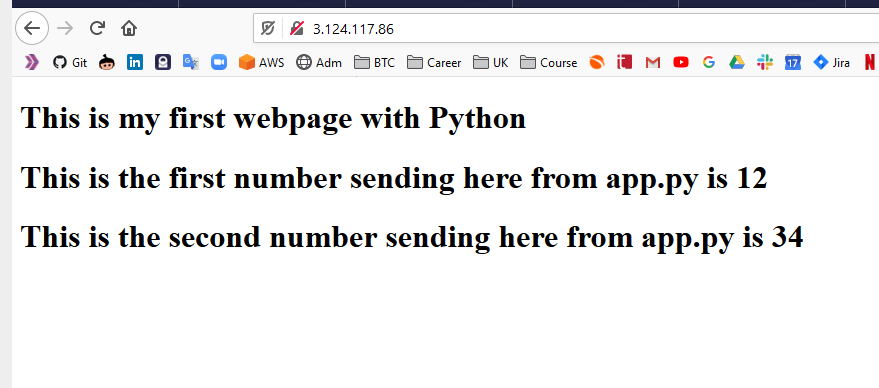 3.124.117.86
Git AWS Adm BTC Career UK Course 17 Jira
This is my first webpage with Python
This is the first number sending here from app.py is 12
This is the second number sending here from app.py is 34